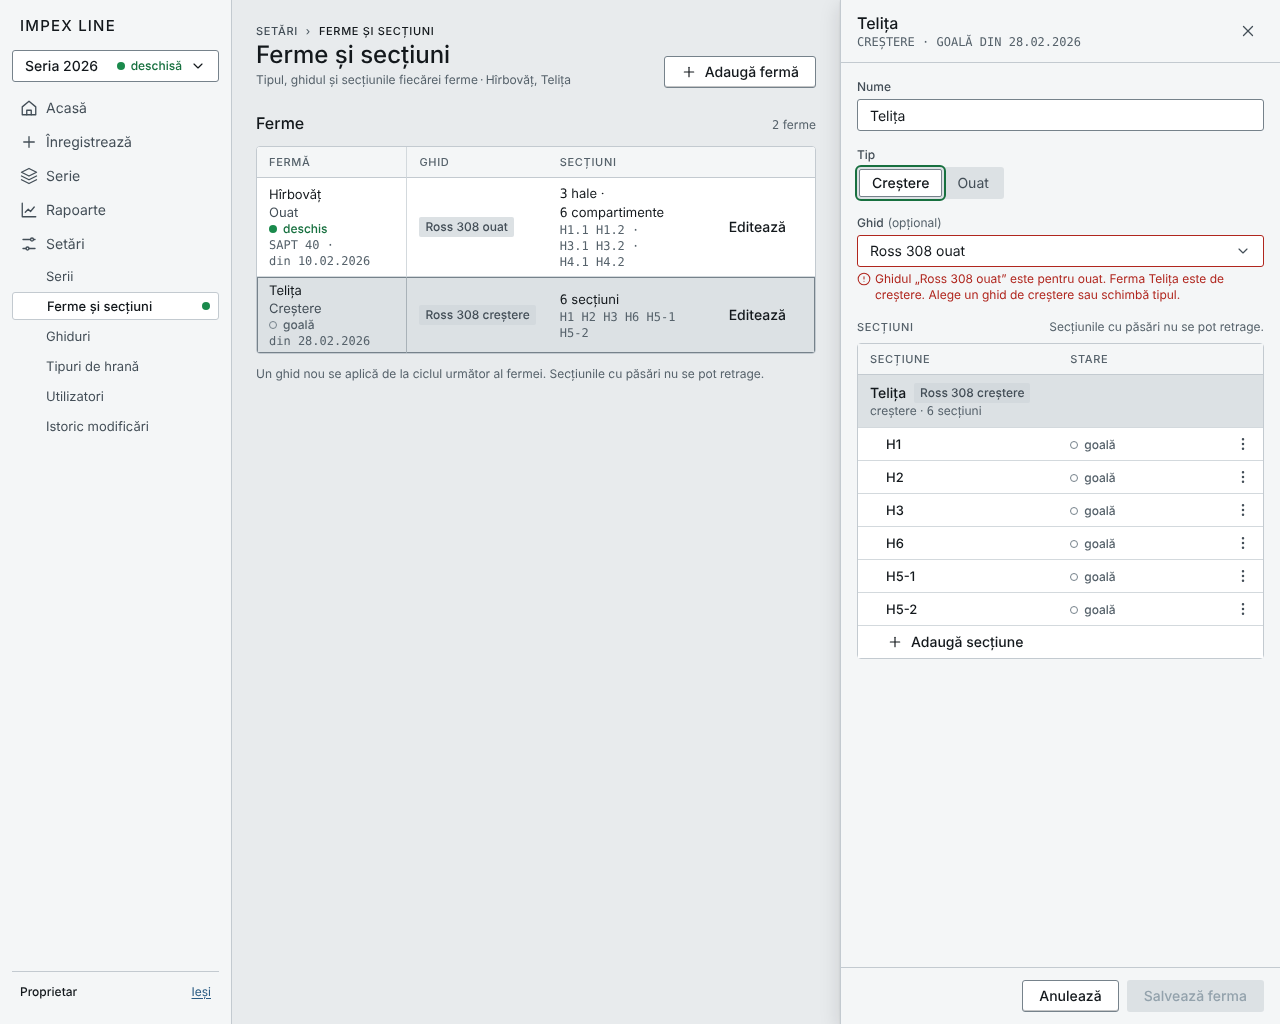 IMPEX LINE
Seria 2026 deschisă
Acasă
Înregistrează
Serie
Rapoarte
Setări
Serii
Ferme și secțiuni
Ghiduri
Tipuri de hrană
Utilizatori
Istoric modificări
Proprietar Ieși
SETĂRI › FERME ȘI SECȚIUNI
Ferme și secțiuni
Tipul, ghidul și secțiunile fiecărei ferme · Hîrbovăț, Telița
Adaugă fermă
Ferme 2 ferme
FERMĂ GHID SECȚIUNI
Hîrbovăț
Ouat
deschis
SĂPT 40 ·
din 10.02.2026
Ross 308 ouat
3 hale ·
6 compartimente
H1.1 H1.2 ·
H3.1 H3.2 ·
H4.1 H4.2
Editează
Telița
Creștere
goală
din 28.02.2026
Ross 308 creștere
6 secțiuni
H1 H2 H3 H6 H5-1
H5-2
Editează
Un ghid nou se aplică de la ciclul următor al fermei. Secțiunile cu păsări nu se pot retrage.
Telița
CREȘTERE · GOALĂ DIN 28.02.2026
Nume
Telița
Tip
Creștere Ouat
Ghid (opțional)
Ross 308 ouat
Ghidul „Ross 308 ouat” este pentru ouat. Ferma Telița este de
creștere. Alege un ghid de creștere sau schimbă tipul.
SECȚIUNI Secțiunile cu păsări nu se pot retrage.
SECȚIUNE STARE
Telița Ross 308 creștere
creștere · 6 secțiuni
H1 goală
H2 goală
H3 goală
H6 goală
H5-1 goală
H5-2 goală
Adaugă secțiune
Anulează Salvează ferma